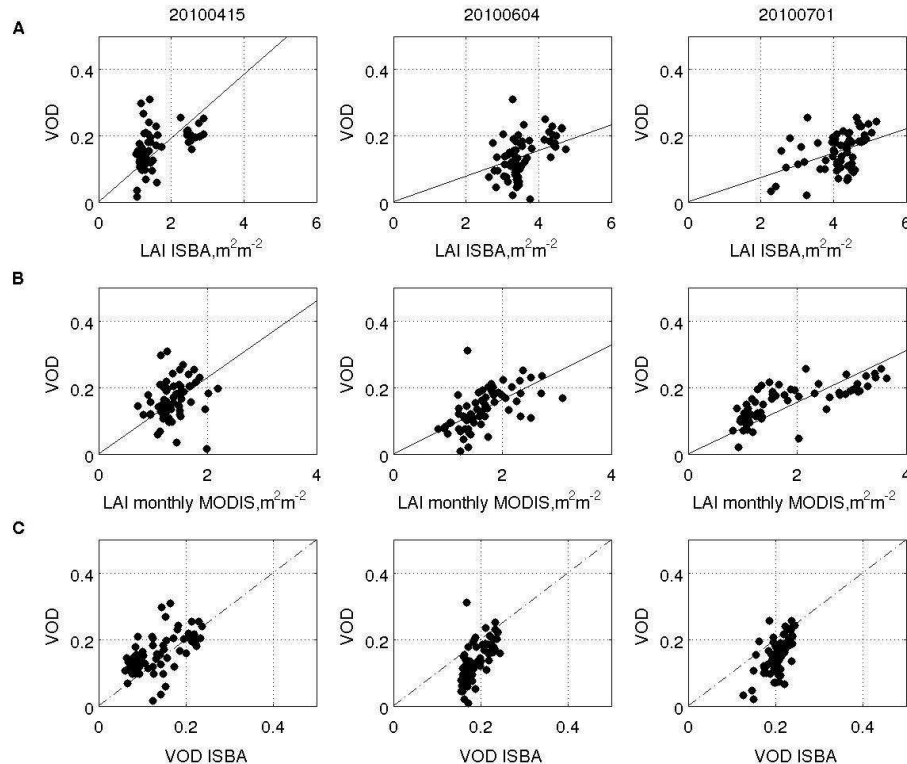 20100415 20100604 20100701
A
0.4 0.4 0.4
VOD VOD VOD
0.2 0.2 0.2
0 0 0
0 2 4 6 0 2 4 6 0 2 4 6
LAI ISBA,m²m⁻² LAI ISBA,m²m⁻² LAI ISBA,m²m⁻²
B
0.4 0.4 0.4
VOD VOD VOD
0.2 0.2 0.2
0 0 0
0 2 4 0 2 4 0 2 4
LAI monthly MODIS,m²m⁻² LAI monthly MODIS,m²m⁻² LAI monthly MODIS,m²m⁻²
C
0.4 0.4 0.4
VOD VOD VOD
0.2 0.2 0.2
0 0 0
0.2 0.4 0.2 0.4 0.2 0.4
VOD ISBA VOD ISBA VOD ISBA